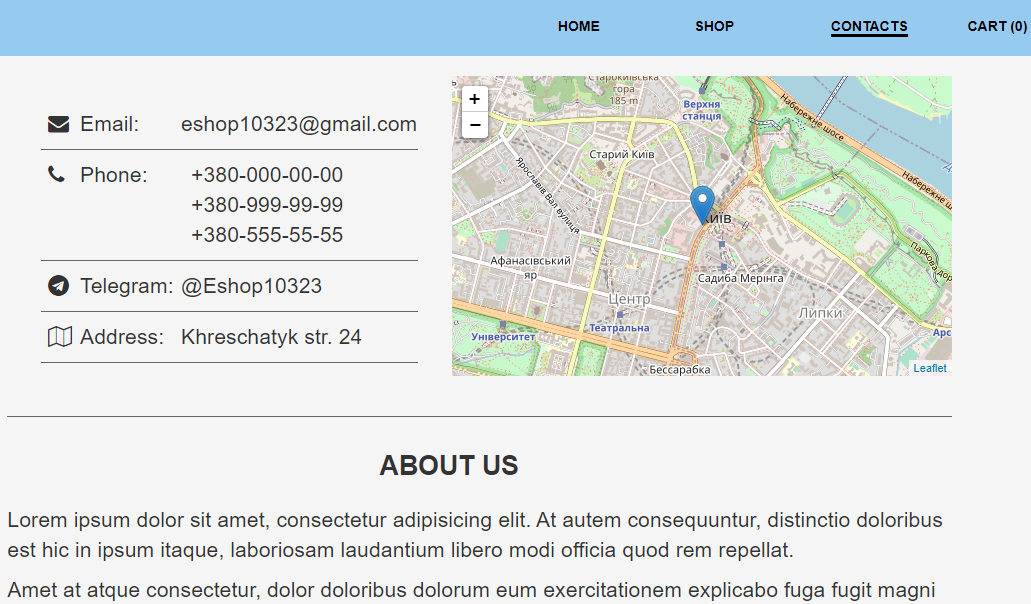 HOME SHOP CONTACTS CART (0)
Email: eshop10323@gmail.com
Phone: +380-000-00-00
+380-999-99-99
+380-555-55-55
Telegram: @Eshop10323
Address: Khreschatyk str. 24
+
−
Старокиївська
гора
185 m
Верхня
станція
Набережне шосе
Старий Київ
Ярославів Вал вулиця
Набережне ш
Київ
Паркова дор
Афанасівський
яр
Садиба Мерінга
Центр
Липки
Театральна
Університет
Арс
Бессарабка
Leaflet
ABOUT US
Lorem ipsum dolor sit amet, consectetur adipisicing elit. At autem consequuntur, distinctio doloribus
est hic in ipsum itaque, laboriosam laudantium libero modi officia quod rem repellat.
Amet at atque consectetur, dolor doloribus dolorum eum exercitationem explicabo fuga fugit magni